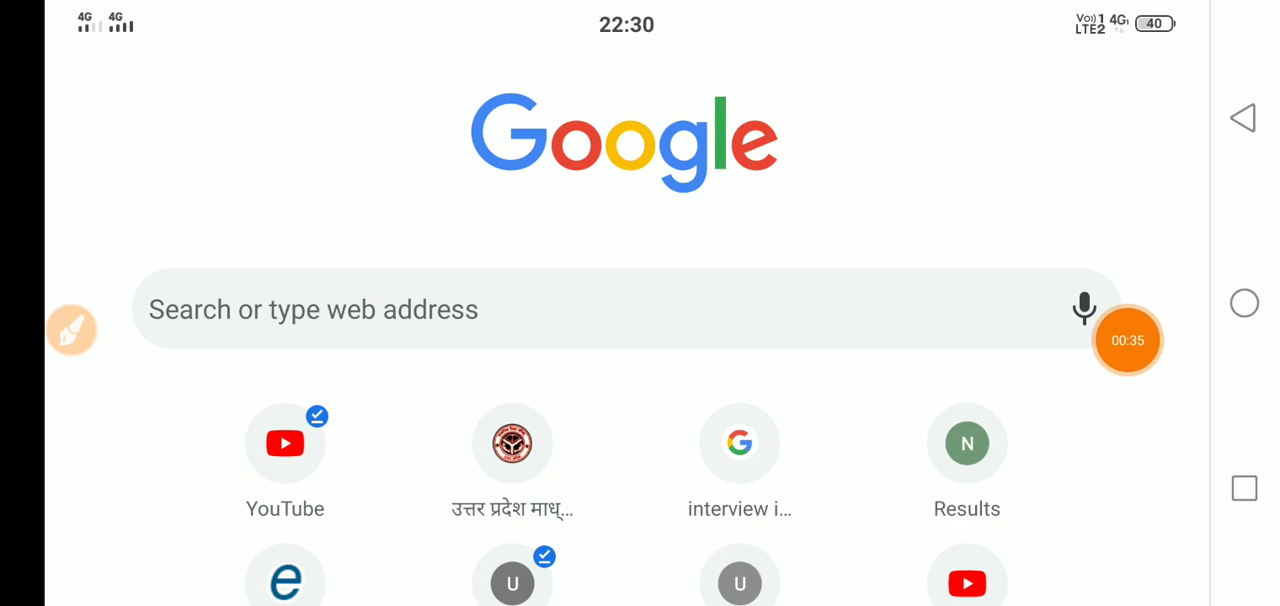 4G 4G 22:30 Vo))1 4G1 40
LTE2
Google
Search or type web address
00:35
N
YouTube उत्तर प्रदेश माध्... interview i... Results
e U U